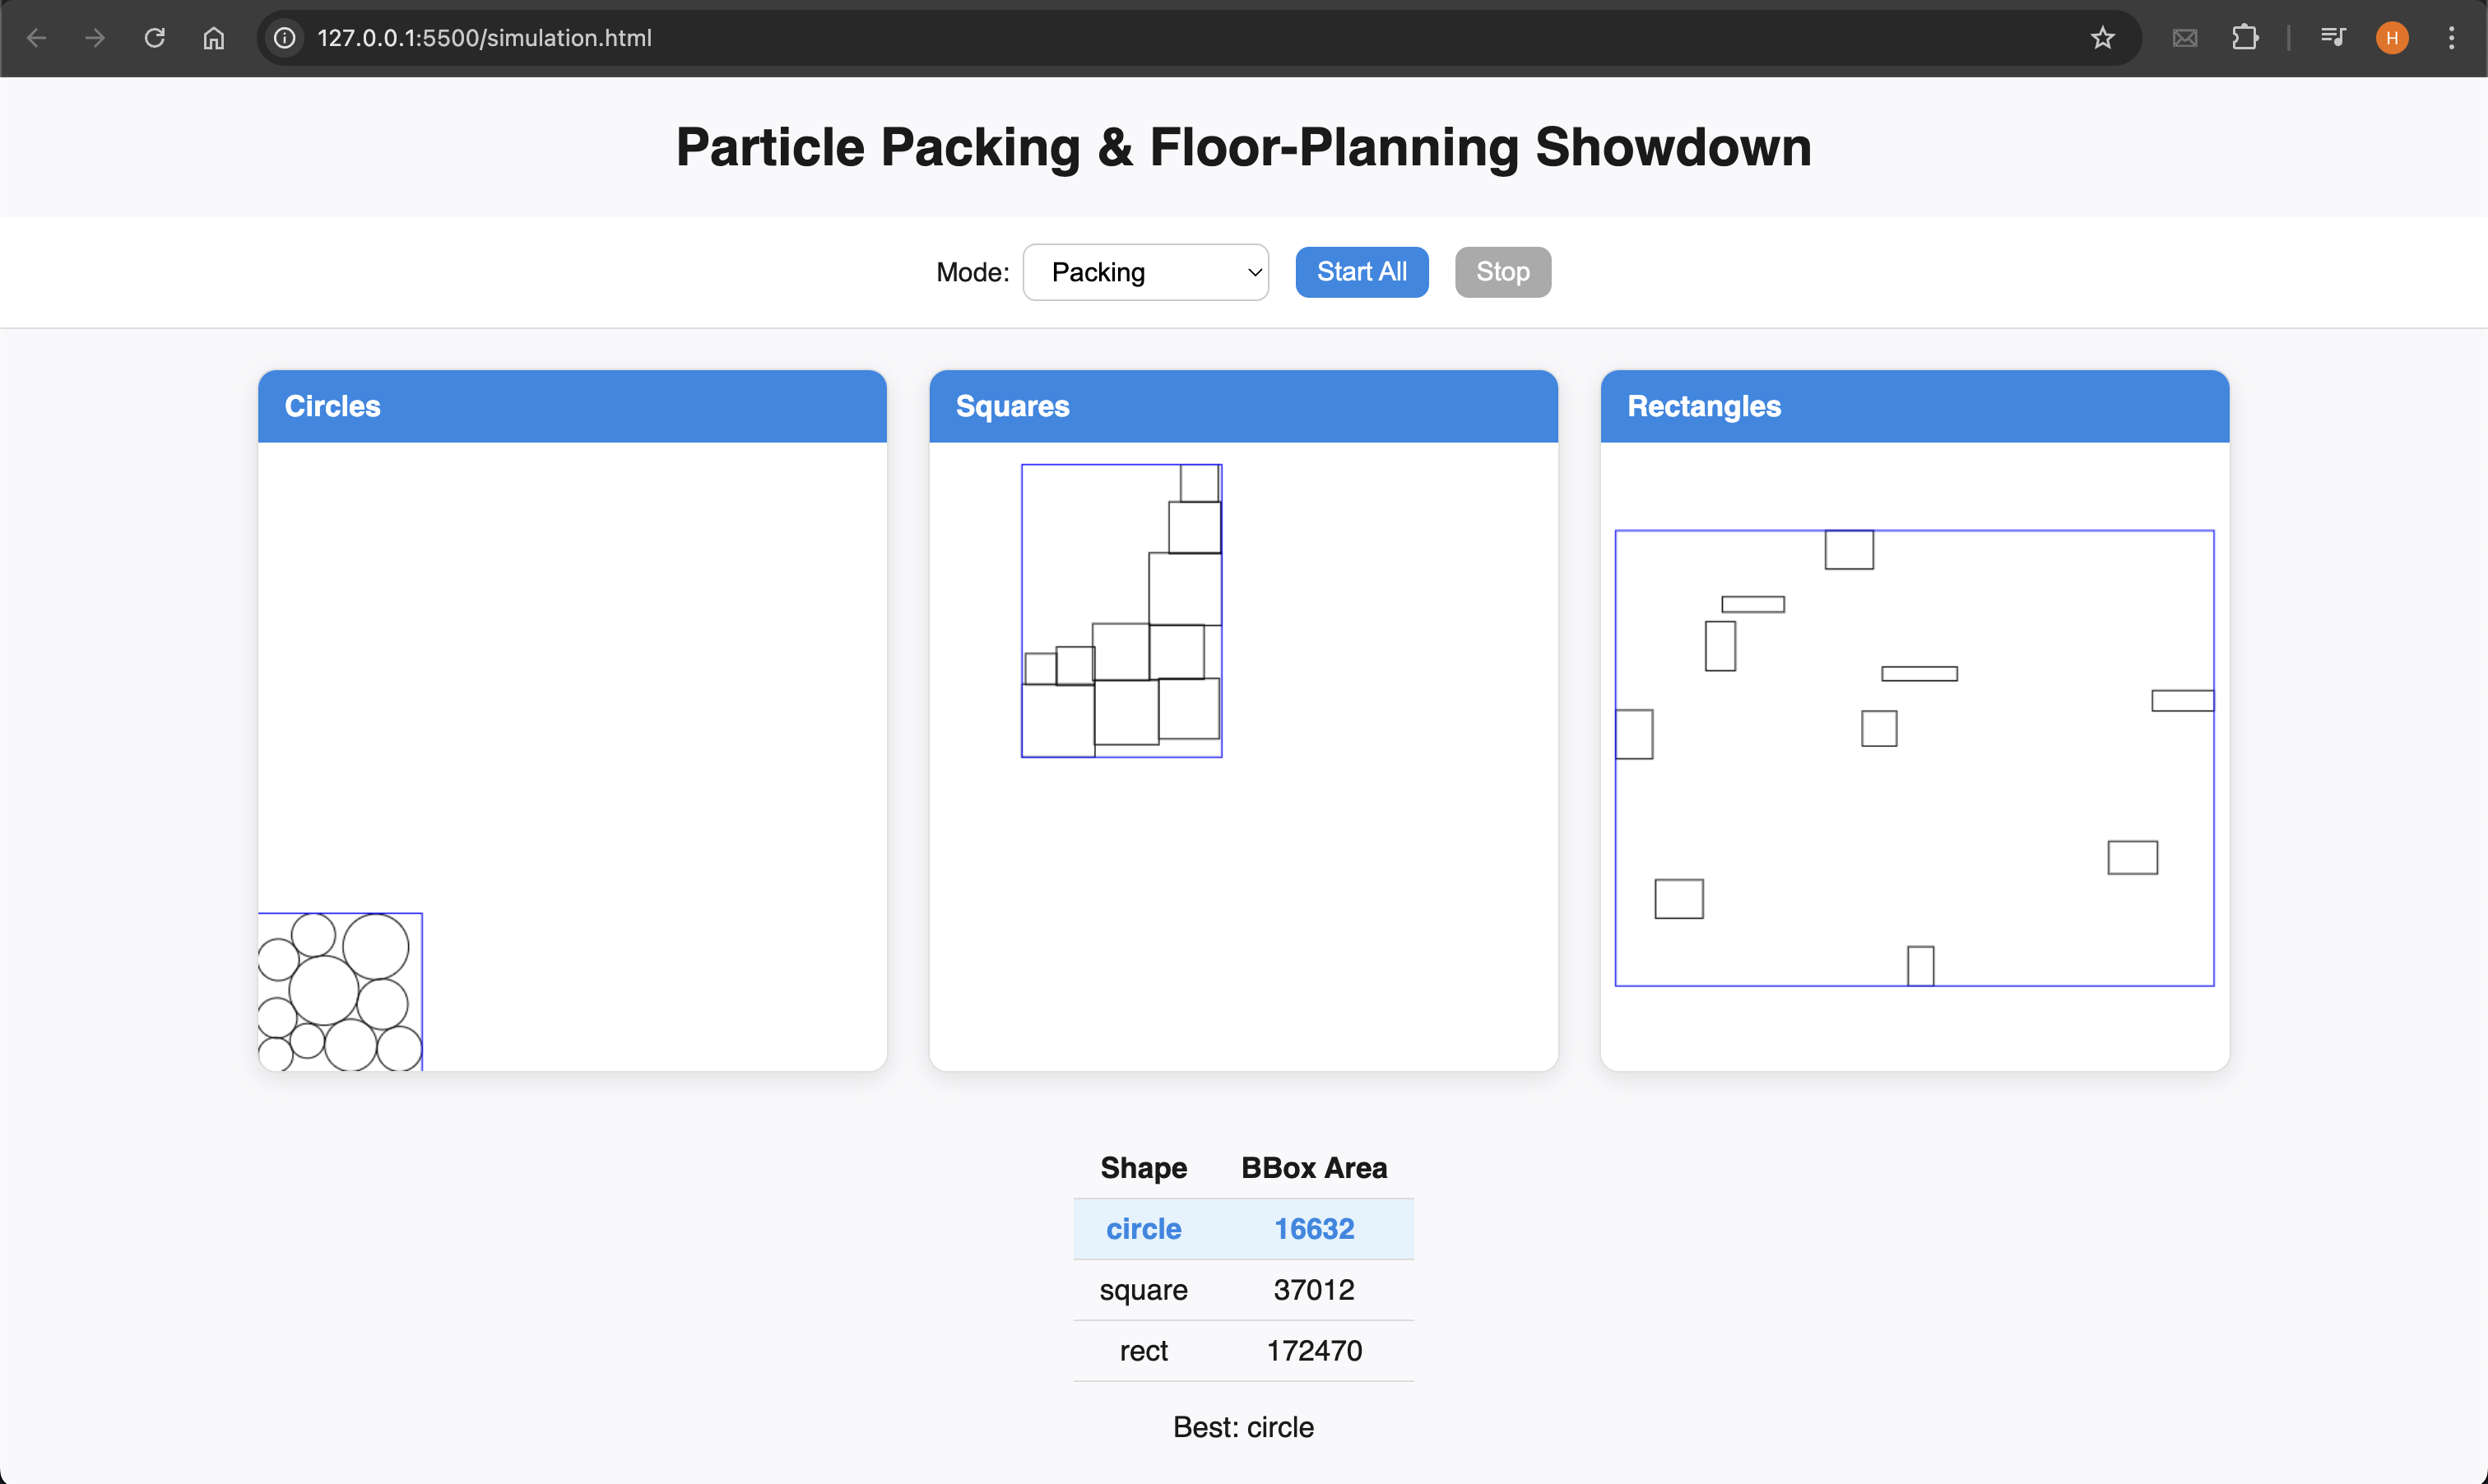 127.0.0.1:5500/simulation.html
H
Particle Packing & Floor-Planning Showdown
Mode: Packing Start All Stop
Circles Squares Rectangles
Shape BBox Area
circle 16632
square 37012
rect 172470
Best: circle